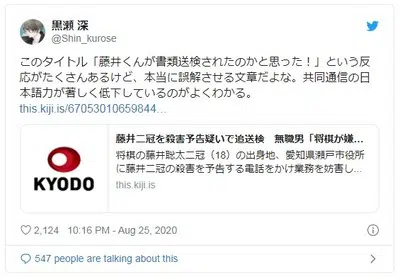 黒瀬 深
@Shin_kurose
このタイトル「藤井くんが書類送検されたのかと思った!」という反
応がたくさんあるけど、本当に誤解させる文章だよな。共同通信の日
本語力が著しく低下しているのがよくわかる。
this.kiji.is/67053010659844...
藤井二冠を殺害予告疑いで追送検 無職男「将棋が嫌...
将棋の藤井聡太二冠(18)の出身地、愛知県瀬戸市役所
に藤井二冠の殺害を予告する電話をかけ業務を妨害し...
this.kiji.is
KYODO
2,124 10:16 PM - Aug 25, 2020
547 people are talking about this